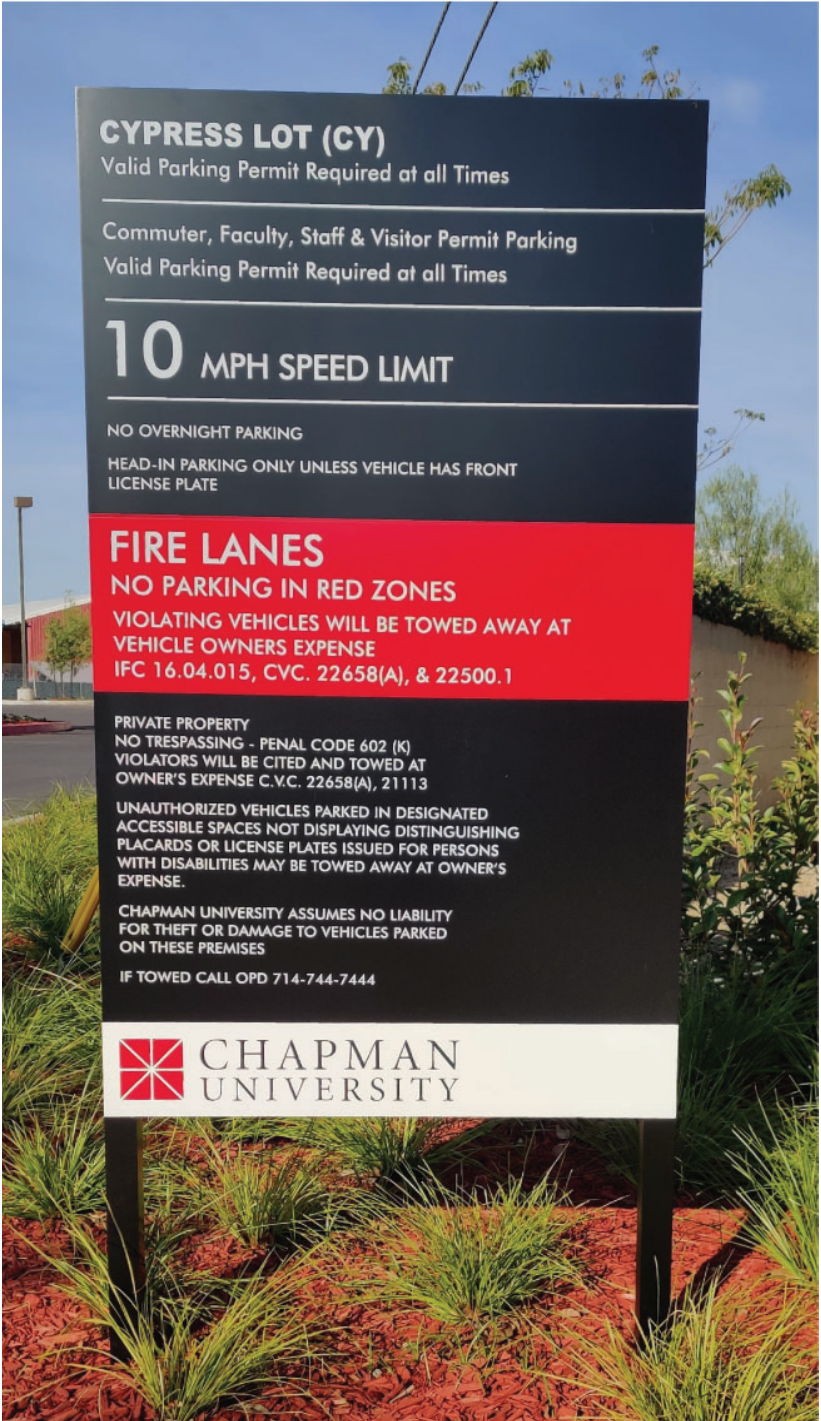 CYPRESS LOT (CY)
Valid Parking Permit Required at all Times
Commuter, Faculty, Staff & Visitor Permit Parking
Valid Parking Permit Required at all Times
10 MPH SPEED LIMIT
NO OVERNIGHT PARKING
HEAD-IN PARKING ONLY UNLESS VEHICLE HAS FRONT
LICENSE PLATE
FIRE LANES
NO PARKING IN RED ZONES
VIOLATING VEHICLES WILL BE TOWED AWAY AT
VEHICLE OWNERS EXPENSE
IFC 16.04.015, CVC. 22658(A), & 22500.1
PRIVATE PROPERTY
NO TRESPASSING - PENAL CODE 602 (K)
VIOLATORS WILL BE CITED AND TOWED AT
OWNER'S EXPENSE C.V.C. 22658(A), 21113
UNAUTHORIZED VEHICLES PARKED IN DESIGNATED
ACCESSIBLE SPACES NOT DISPLAYING DISTINGUISHING
PLACARDS OR LICENSE PLATES ISSUED FOR PERSONS
WITH DISABILITIES MAY BE TOWED AWAY AT OWNER'S
EXPENSE.
CHAPMAN UNIVERSITY ASSUMES NO LIABILITY
FOR THEFT OR DAMAGE TO VEHICLES PARKED
ON THESE PREMISES
IF TOWED CALL OPD 714-744-7444
CHAPMAN
UNIVERSITY